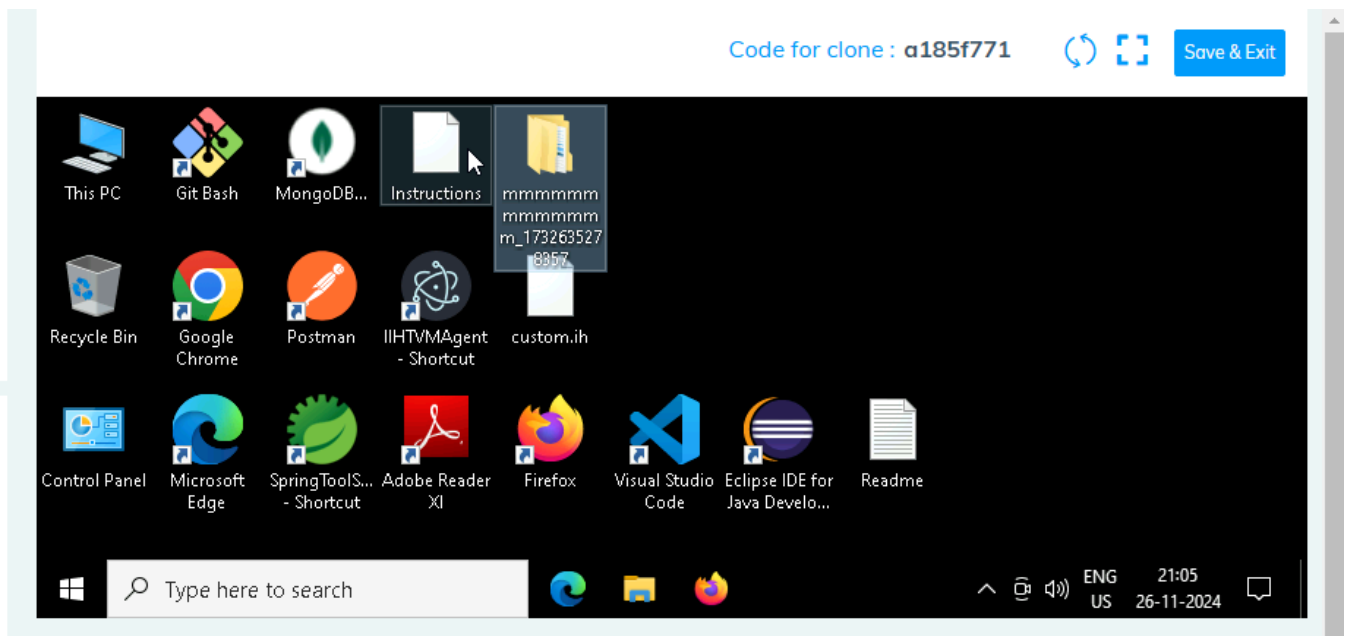 Code for clone : a185f771
Save & Exit
This PC
Git Bash
MongoDB...
Instructions
mmmmmm
mmmmmm
m_173263527
8357
Recycle Bin
Google
Chrome
Postman
IIHTVMAgent
- Shortcut
custom.ih
Control Panel
Microsoft
Edge
SpringToolS...
- Shortcut
Adobe Reader
XI
Firefox
Visual Studio
Code
Eclipse IDE for
Java Develo...
Readme
Type here to search
ENG
US
21:05
26-11-2024